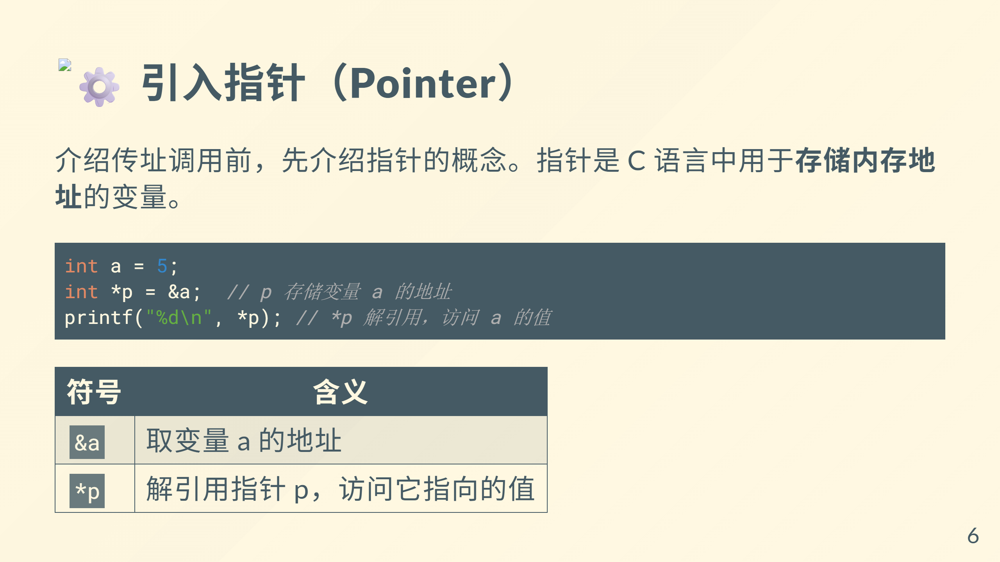 ⚙️ 引入指针（Pointer）
介绍传址调用前，先介绍指针的概念。指针是 C 语言中用于存储内存地
址的变量。
int a = 5;
int *p = &a;  // p 存储变量 a 的地址
printf("%d\n", *p); // *p 解引用，访问 a 的值
符号 含义
&a 取变量 a 的地址
*p 解引用指针 p，访问它指向的值
6